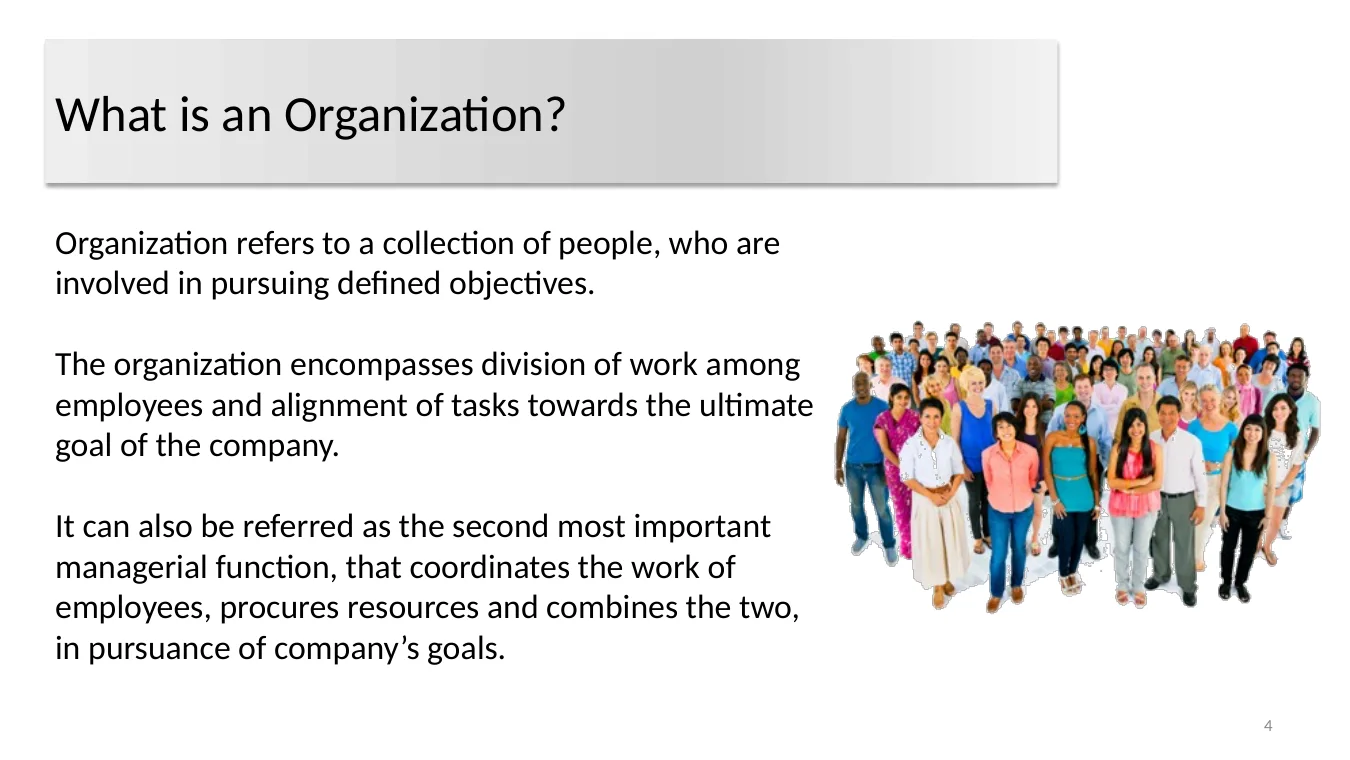 What is an Organization?
Organization refers to a collection of people, who are
involved in pursuing defined objectives.
The organization encompasses division of work among
employees and alignment of tasks towards the ultimate
goal of the company.
It can also be referred as the second most important
managerial function, that coordinates the work of
employees, procures resources and combines the two,
in pursuance of company’s goals.
4